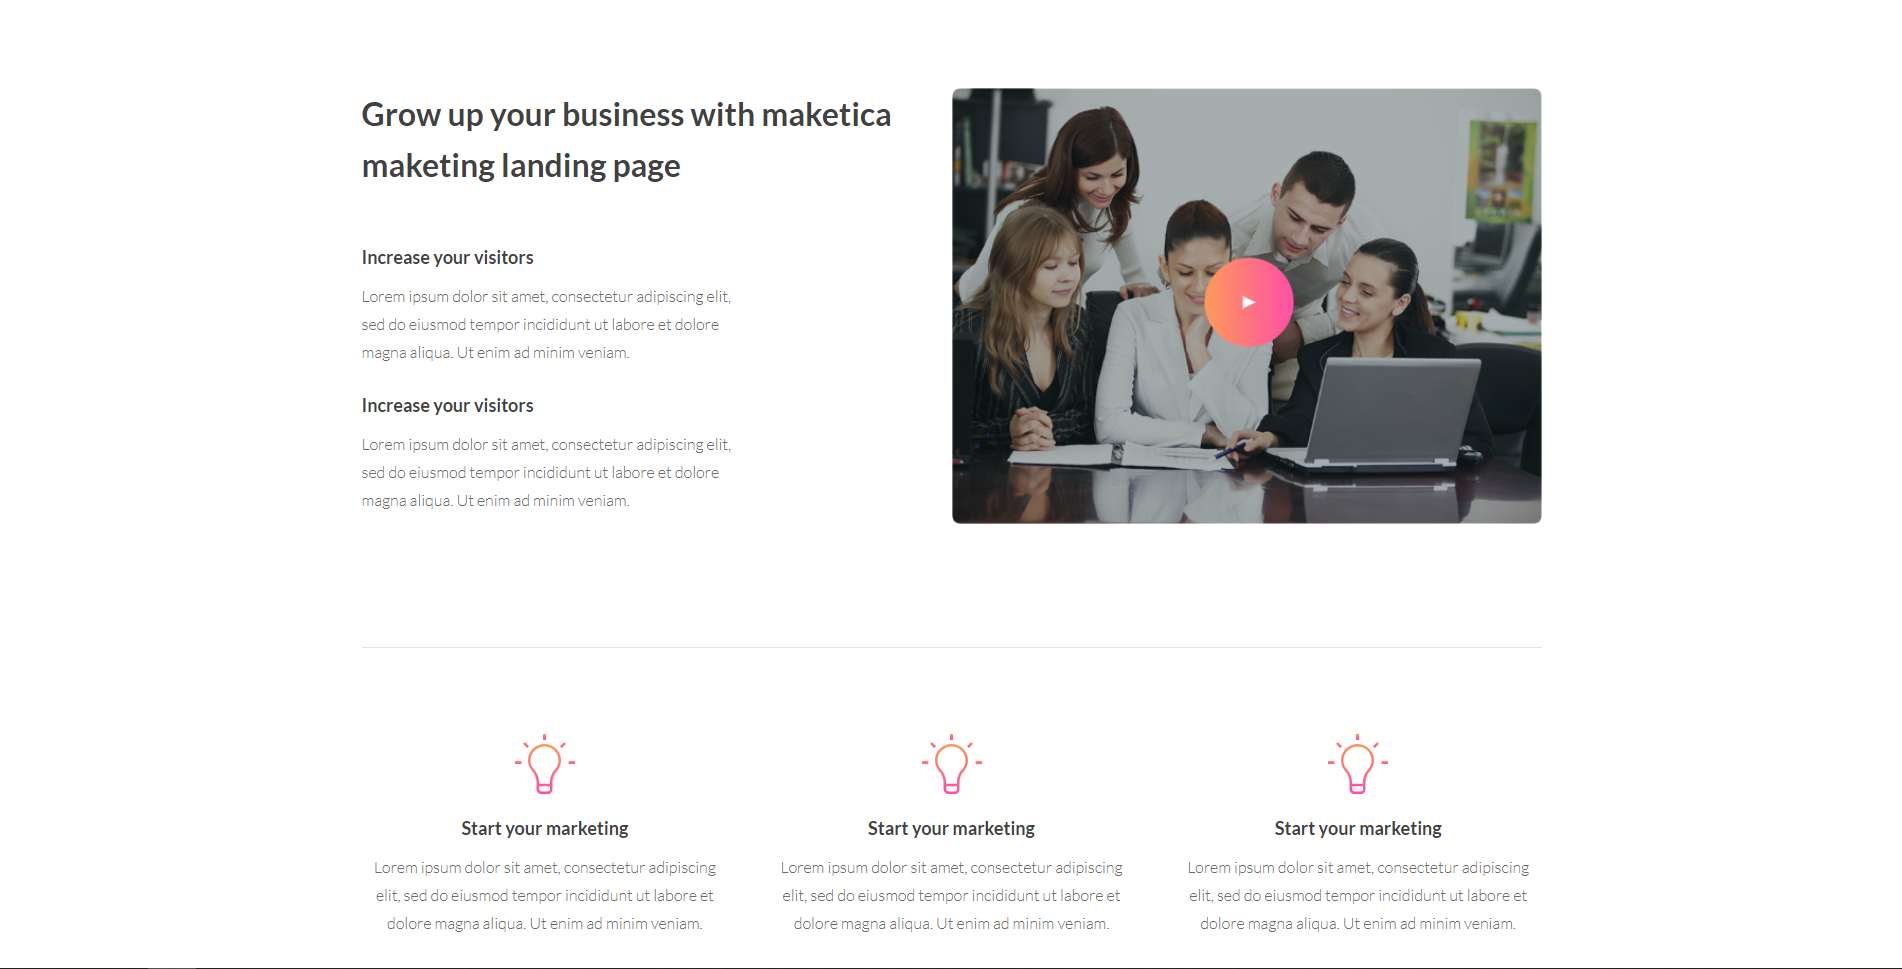 Grow up your business with maketica
maketing landing page
Increase your visitors
Lorem ipsum dolor sit amet, consectetur adipiscing elit,
sed do eiusmod tempor incididunt ut labore et dolore
magna aliqua. Ut enim ad minim veniam.
Increase your visitors
Lorem ipsum dolor sit amet, consectetur adipiscing elit,
sed do eiusmod tempor incididunt ut labore et dolore
magna aliqua. Ut enim ad minim veniam.
Start your marketing
Lorem ipsum dolor sit amet, consectetur adipiscing
elit, sed do eiusmod tempor incididunt ut labore et
dolore magna aliqua. Ut enim ad minim veniam.
Start your marketing
Lorem ipsum dolor sit amet, consectetur adipiscing
elit, sed do eiusmod tempor incididunt ut labore et
dolore magna aliqua. Ut enim ad minim veniam.
Start your marketing
Lorem ipsum dolor sit amet, consectetur adipiscing
elit, sed do eiusmod tempor incididunt ut labore et
dolore magna aliqua. Ut enim ad minim veniam.